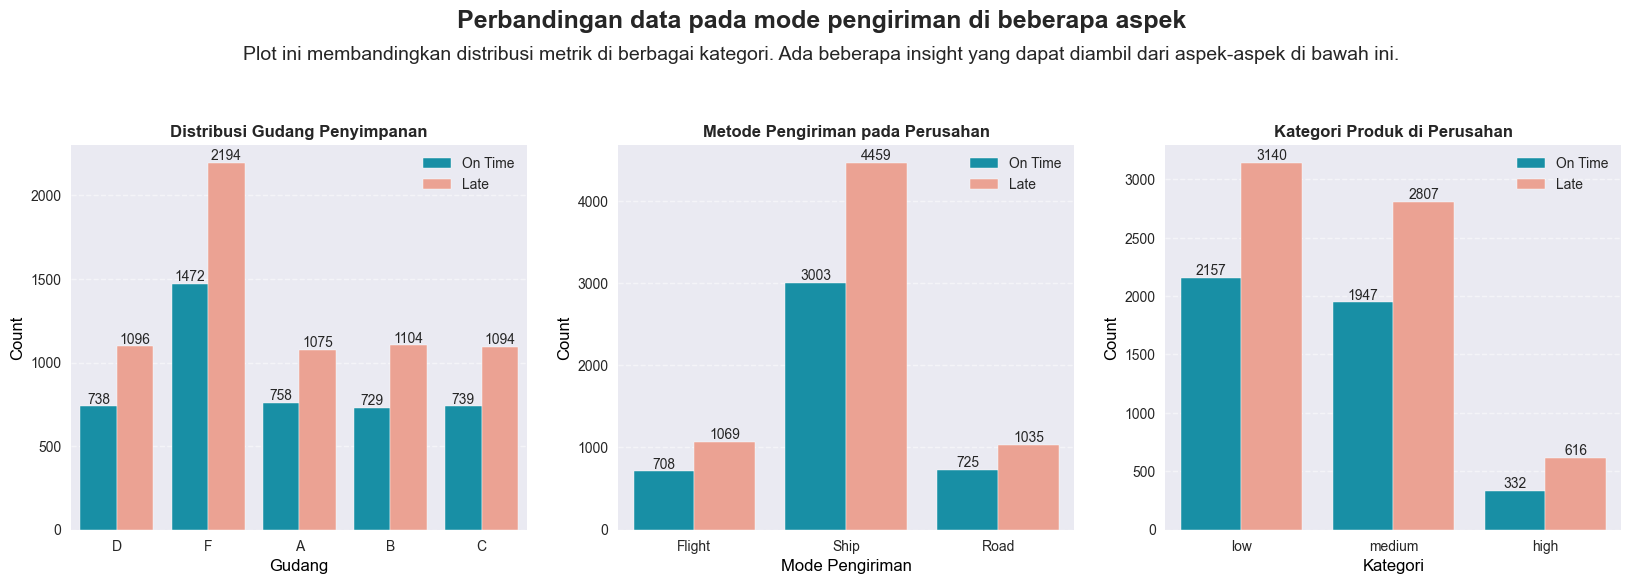 Perbandingan data pada mode pengiriman di beberapa aspek
Plot ini membandingkan distribusi metrik di berbagai kategori. Ada beberapa insight yang dapat diambil dari aspek-aspek di bawah ini.
Distribusi Gudang Penyimpanan
On Time
Late
2000
1500
1000
500
0
Count
738
1096
1472
2194
758
1075
729
1104
739
1094
D
F
A
B
C
Gudang
Metode Pengiriman pada Perusahan
On Time
Late
4000
3000
2000
1000
0
Count
708
1069
3003
4459
725
1035
Flight
Ship
Road
Mode Pengiriman
Kategori Produk di Perusahan
On Time
Late
3000
2500
2000
1500
1000
500
0
Count
2157
3140
1947
2807
332
616
low
medium
high
Kategori